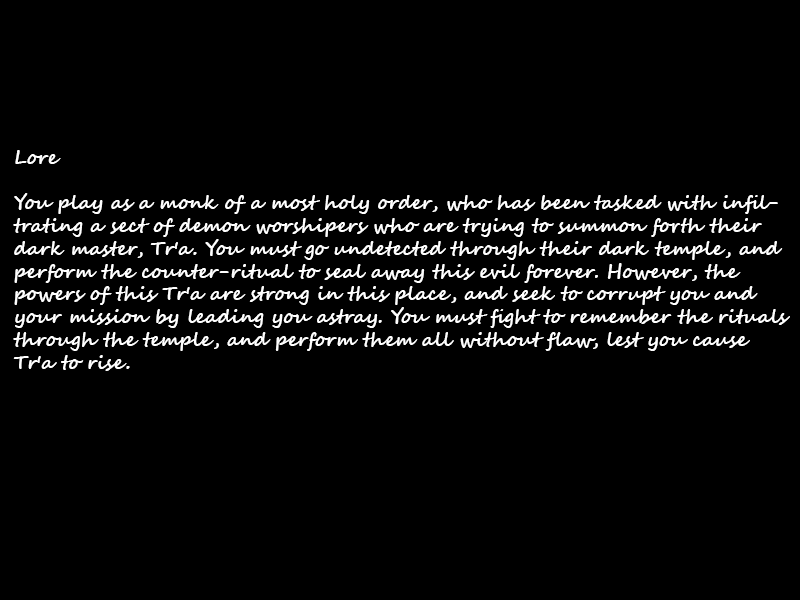 Lore
You play as a monk of a most holy order, who has been tasked with infil-
trating a sect of demon worshipers who are trying to summon forth their
dark master, Tr'a. You must go undetected through their dark temple, and
perform the counter-ritual to seal away this evil forever. However, the
powers of this Tr'a are strong in this place, and seek to corrupt you and
your mission by leading you astray. You must fight to remember the rituals
through the temple, and perform them all without flaw, lest you cause
Tr'a to rise.